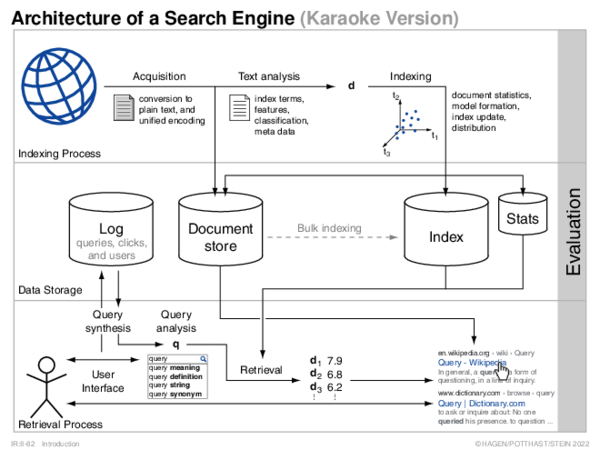 Architecture of a Search Engine (Karaoke Version)
Acquisition
conversion to
plain text, and
unified encoding
Text analysis
index terms,
features,
classification,
meta data
d
Indexing
t2
t1
t3
document statistics,
model formation,
index update,
distribution
Indexing Process
Evaluation
Log
queries, clicks,
and users
Document
store
Bulk indexing
Index
Stats
Data Storage
Query
synthesis
Query
analysis
q
User
Interface
query
query meaning
query definition
query string
query synonym
Retrieval
d1 7.9
d2 6.8
d3 6.2
⋮ ⋮
en.wikipedia.org › wiki › Query
Query - Wikipedia
In general, a query is a form of
questioning, in a line of inquiry.
www.dictionary.com › browse › query
Query | Dictionary.com
to ask or inquire about: No one
queried his presence. to question ...
Retrieval Process
IR:II-62 Introduction
©HAGEN/POTTHAST/STEIN 2022